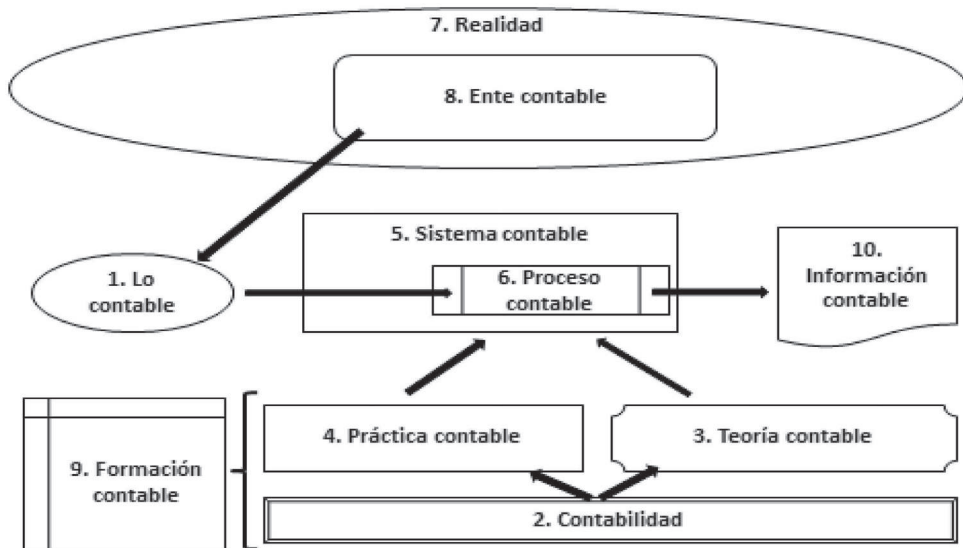 7. Realidad
8. Ente contable
5. Sistema contable
1. Lo
contable
6. Proceso
contable
10.
Información
contable
4. Práctica contable
3. Teoría contable
9. Formación
contable
2. Contabilidad